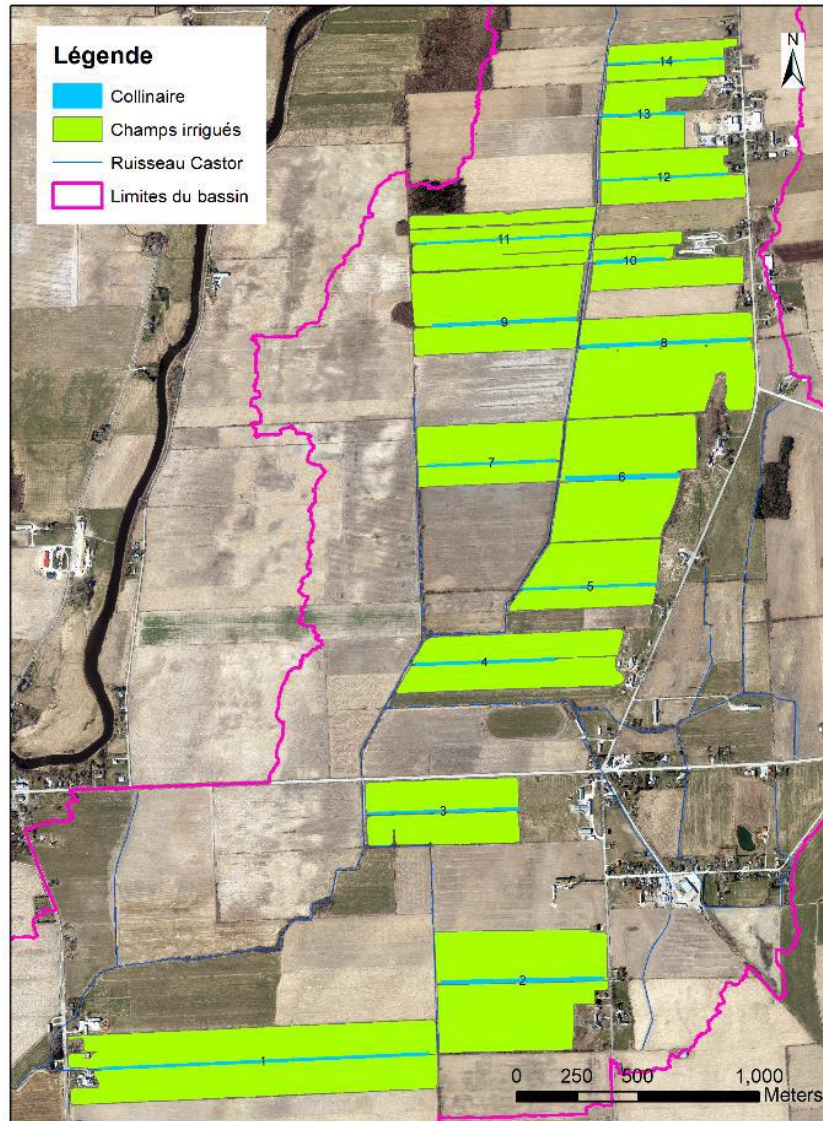 Légende
Collinaire
Champs irrigués
Ruisseau Castor
Limites du bassin
N
14
13
12
11
10
9
8
7
6
5
4
3
2
1
0 250 500 1,000
Meters